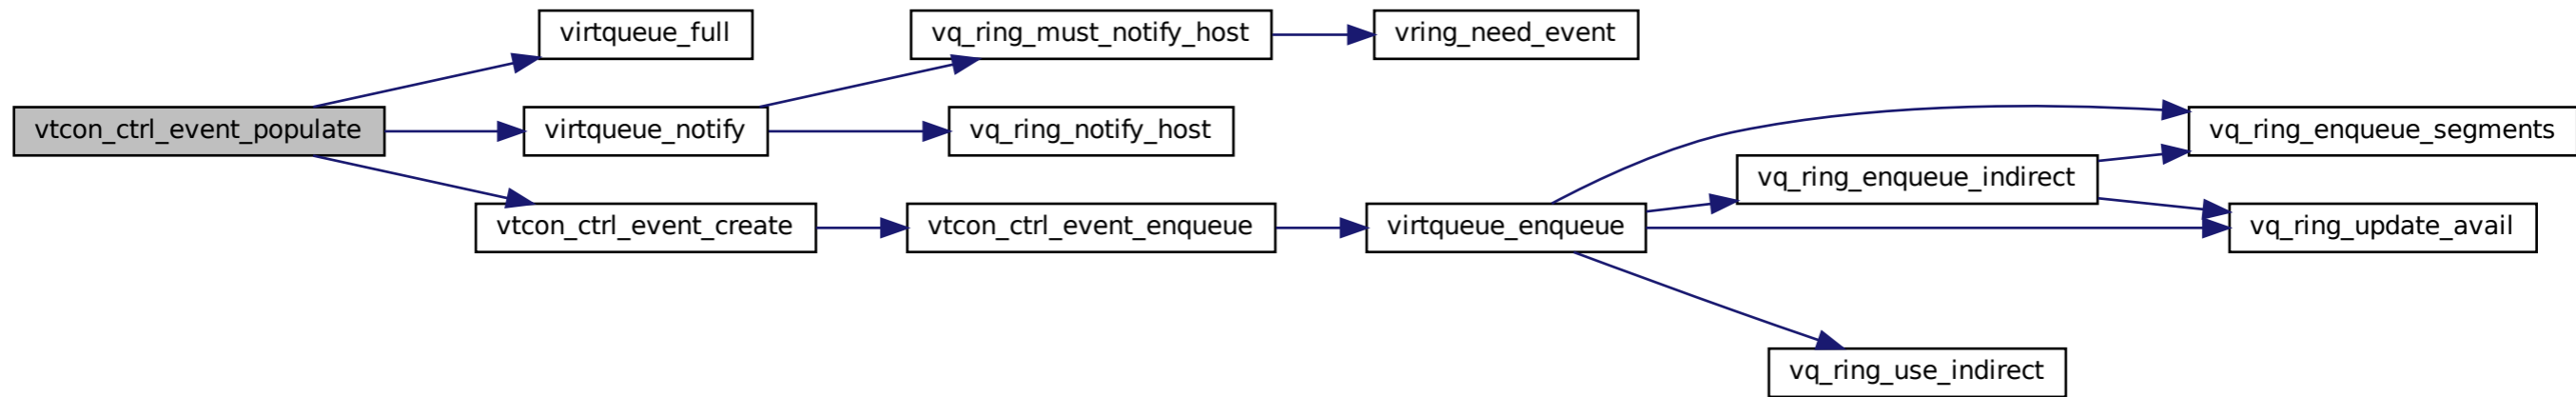 virtqueue_full
vq_ring_must_notify_host
vring_need_event
vtcon_ctrl_event_populate
virtqueue_notify
vq_ring_notify_host
vq_ring_enqueue_segments
vq_ring_enqueue_indirect
vtcon_ctrl_event_create
vtcon_ctrl_event_enqueue
virtqueue_enqueue
vq_ring_update_avail
vq_ring_use_indirect